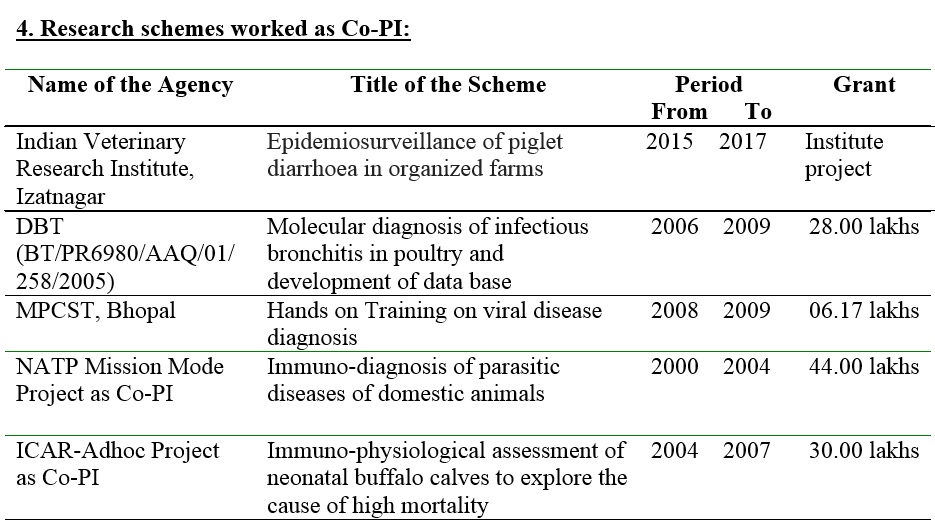 4. Research schemes worked as Co-PI:
Name of the Agency Title of the Scheme Period Grant
From To
Indian Veterinary Epidemiosurveillance of piglet 2015 2017 Institute
Research Institute, diarrhoea in organized farms project
Izatnagar
DBT Molecular diagnosis of infectious 2006 2009 28.00 lakhs
(BT/PR6980/AAQ/01/ bronchitis in poultry and
258/2005) development of data base
MPCST, Bhopal Hands on Training on viral disease 2008 2009 06.17 lakhs
diagnosis
NATP Mission Mode Immuno-diagnosis of parasitic 2000 2004 44.00 lakhs
Project as Co-PI diseases of domestic animals
ICAR-Adhoc Project Immuno-physiological assessment of 2004 2007 30.00 lakhs
as Co-PI neonatal buffalo calves to explore the
cause of high mortality